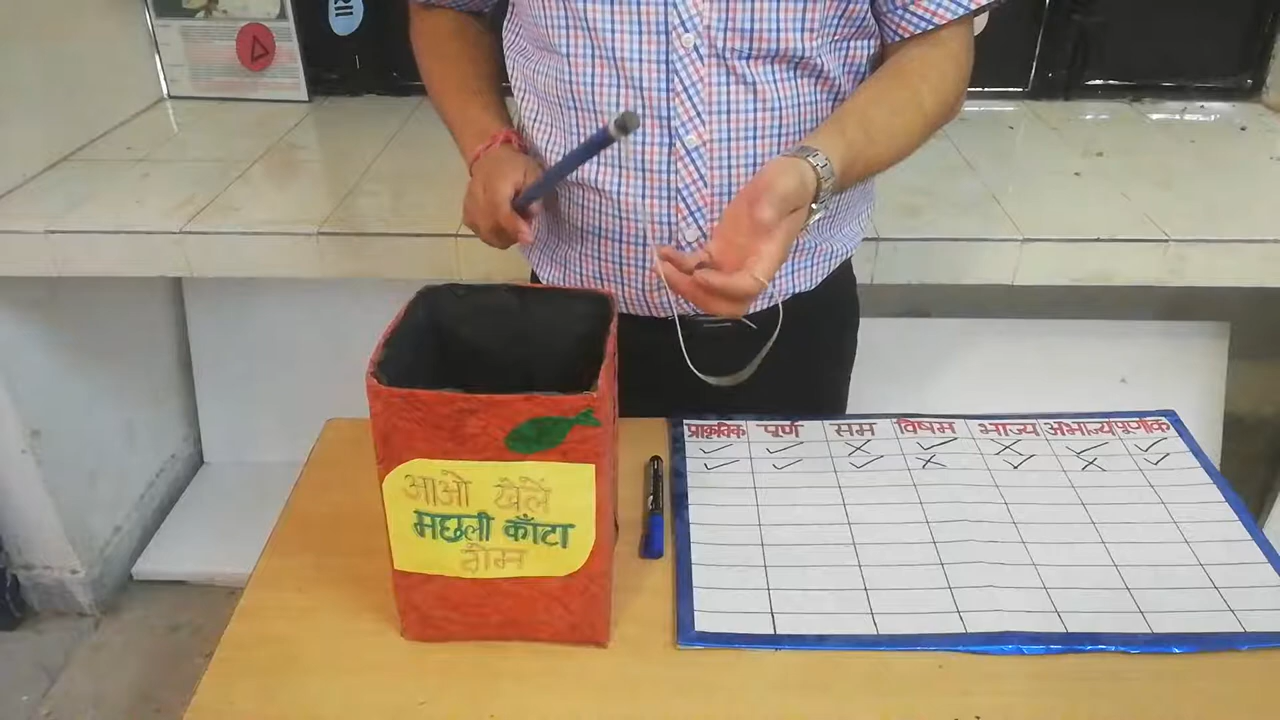 आओ खेलें
मछली काँटा
गेम्न
प्राकृतिक पूर्ण सम विषम भाज्य अभाज्य पूर्णांक